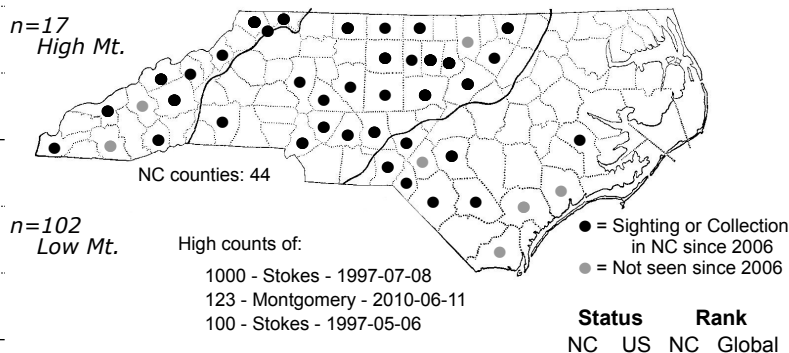 n=17
High Mt.
NC counties: 44
n=102
Low Mt.
High counts of:
1000 - Stokes - 1997-07-08
123 - Montgomery - 2010-06-11
100 - Stokes - 1997-05-06
● = Sighting or Collection
in NC since 2006
● = Not seen since 2006
Status Rank
NC US NC Global